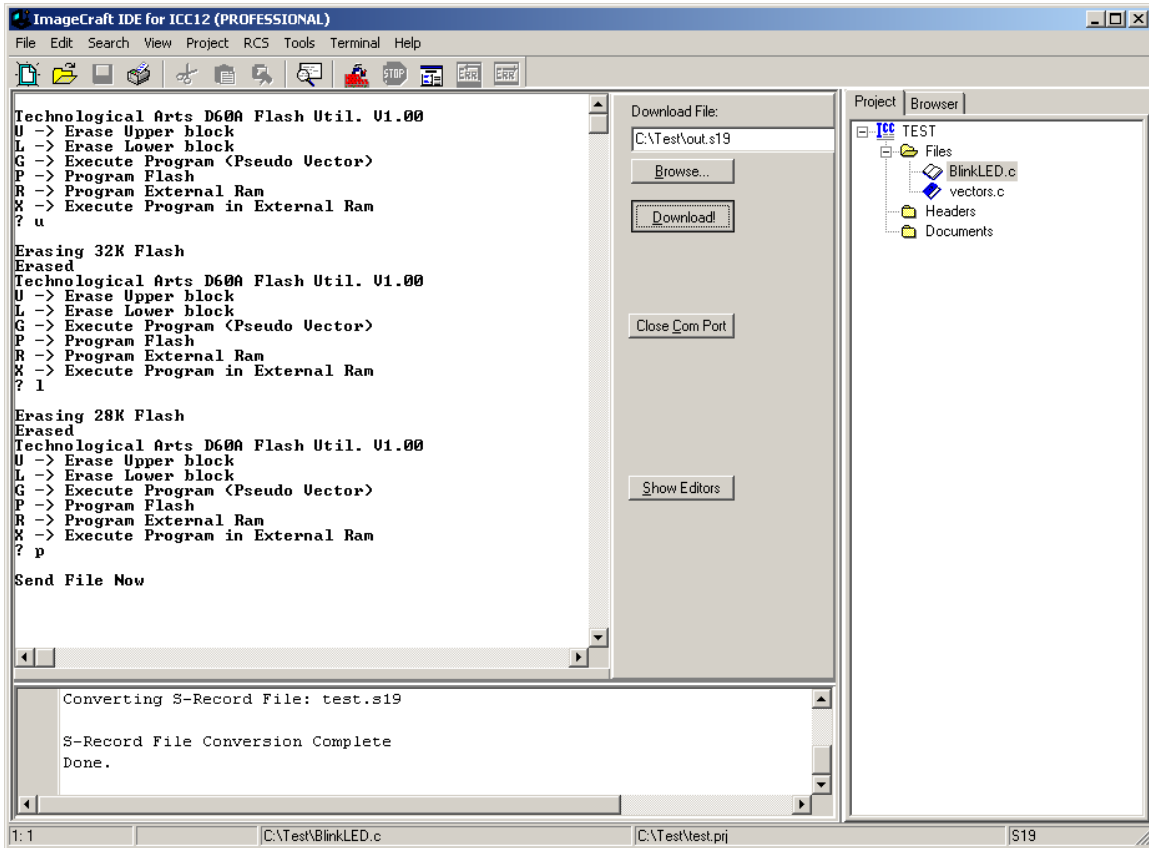 ImageCraft IDE for ICC12 (PROFESSIONAL)
File Edit Search View Project RCS Tools Terminal Help
STOP ERR ERR
Technological Arts D60A Flash Util. V1.00
U -> Erase Upper block
L -> Erase Lower block
G -> Execute Program (Pseudo Vector)
P -> Program Flash
R -> Program External Ram
X -> Execute Program in External Ram
? u
Erasing 32K Flash
Erased
Technological Arts D60A Flash Util. V1.00
U -> Erase Upper block
L -> Erase Lower block
G -> Execute Program (Pseudo Vector)
P -> Program Flash
R -> Program External Ram
X -> Execute Program in External Ram
? l
Erasing 28K Flash
Erased
Technological Arts D60A Flash Util. V1.00
U -> Erase Upper block
L -> Erase Lower block
G -> Execute Program (Pseudo Vector)
P -> Program Flash
R -> Program External Ram
X -> Execute Program in External Ram
? p
Send File Now
Download File:
C:\Test\out.s19
Browse...
Download!
Close Com Port
Show Editors
Project Browser
ICC TEST
Files
BlinkLED.c
vectors.c
Headers
Documents
Converting S-Record File: test.s19
S-Record File Conversion Complete
Done.
1: 1 C:\Test\BlinkLED.c C:\Test\test.prj S19